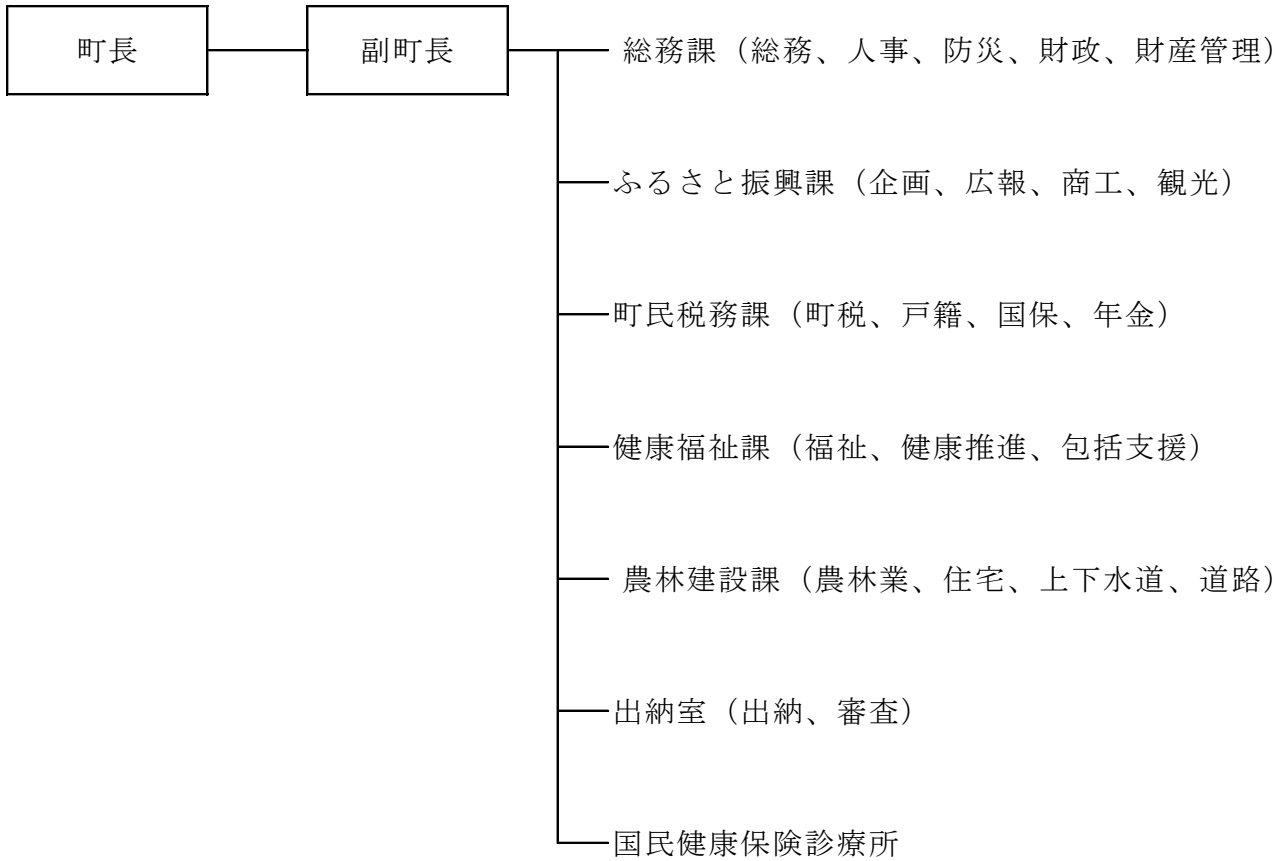 町長
副町長
総務課（総務、人事、防災、財政、財産管理）
ふるさと振興課（企画、広報、商工、観光）
町民税務課（町税、戸籍、国保、年金）
健康福祉課（福祉、健康推進、包括支援）
農林建設課（農林業、住宅、上下水道、道路）
出納室（出納、審査）
国民健康保険診療所